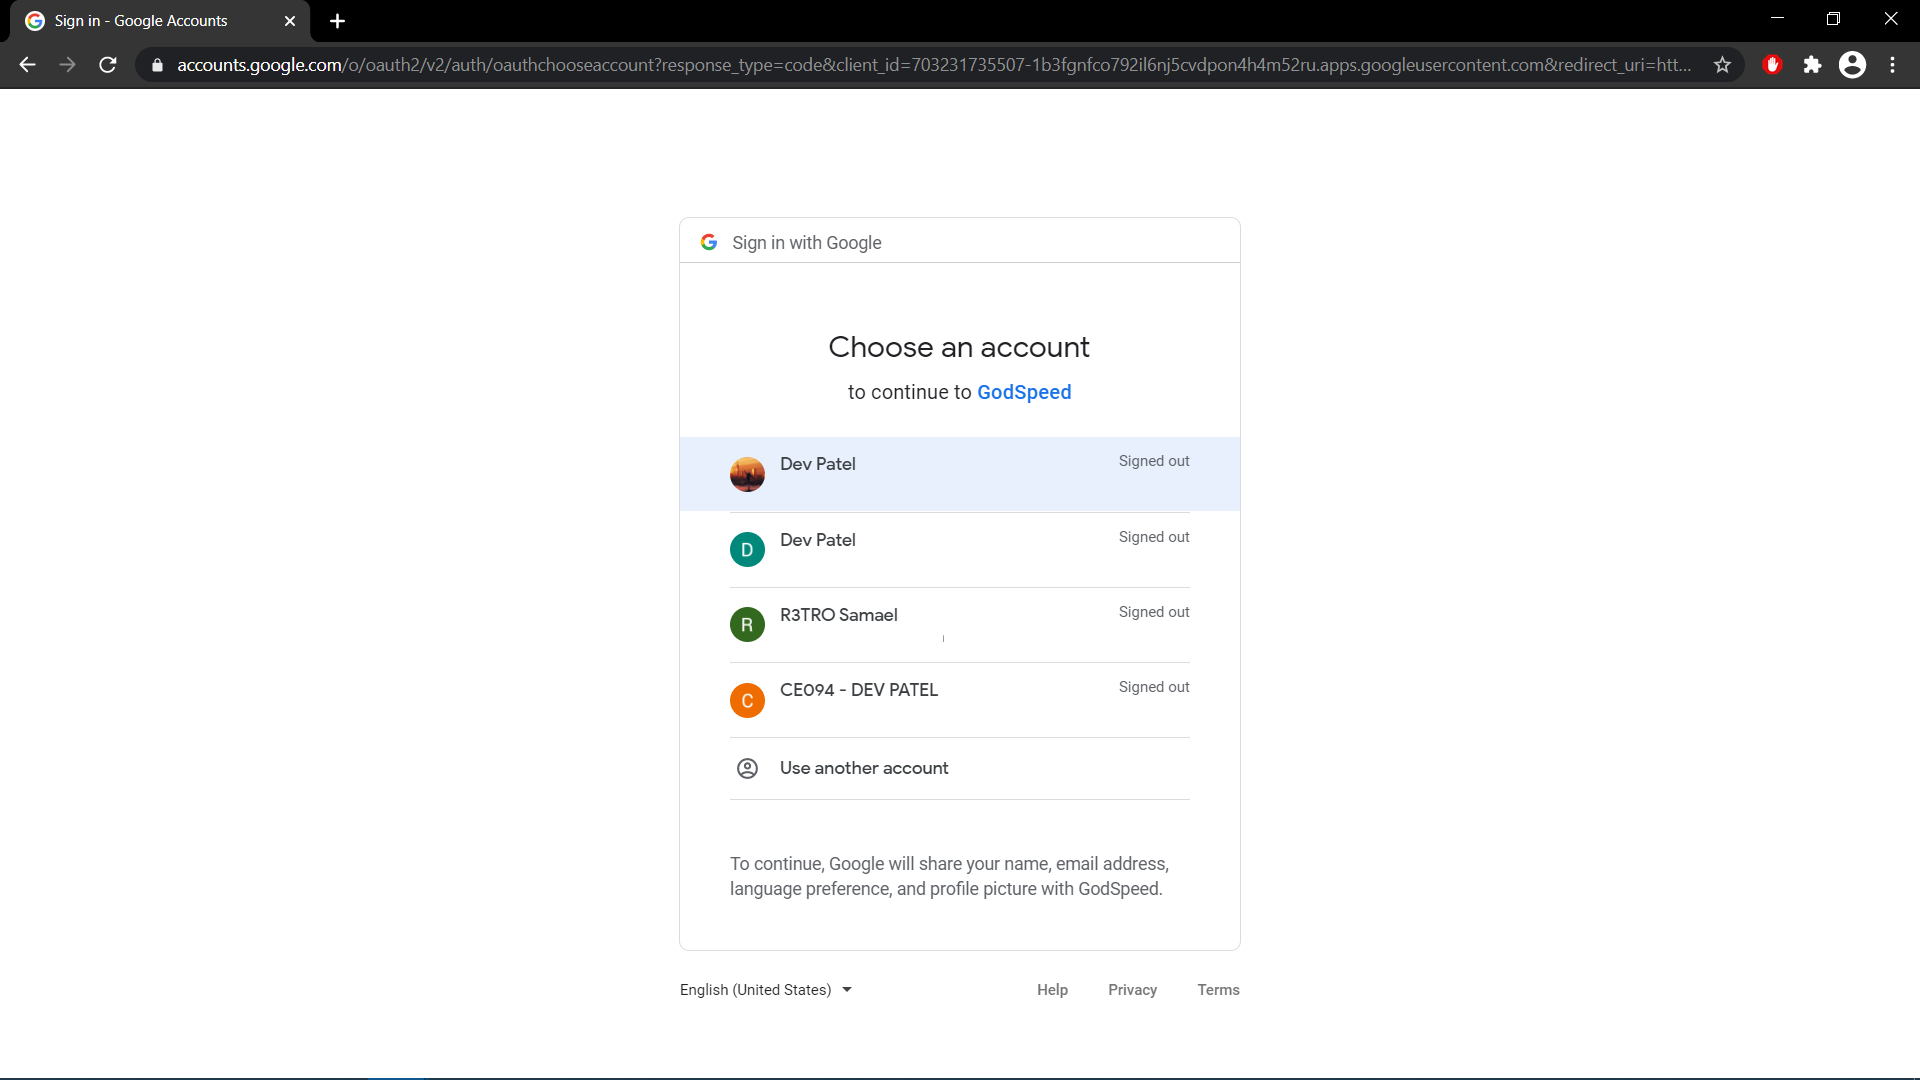 Sign in - Google Accounts
accounts.google.com/o/oauth2/v2/auth/oauthchooseaccount?response_type=code&client_id=703231735507-1b3fgnfco792il6nj5cvdpon4h4m52ru.apps.googleusercontent.com&redirect_uri=htt...
Sign in with Google
Choose an account
to continue to GodSpeed
Dev Patel
Signed out
D
Dev Patel
Signed out
R
R3TRO Samael
Signed out
C
CE094 - DEV PATEL
Signed out
Use another account
To continue, Google will share your name, email address,
language preference, and profile picture with GodSpeed.
English (United States)
Help
Privacy
Terms